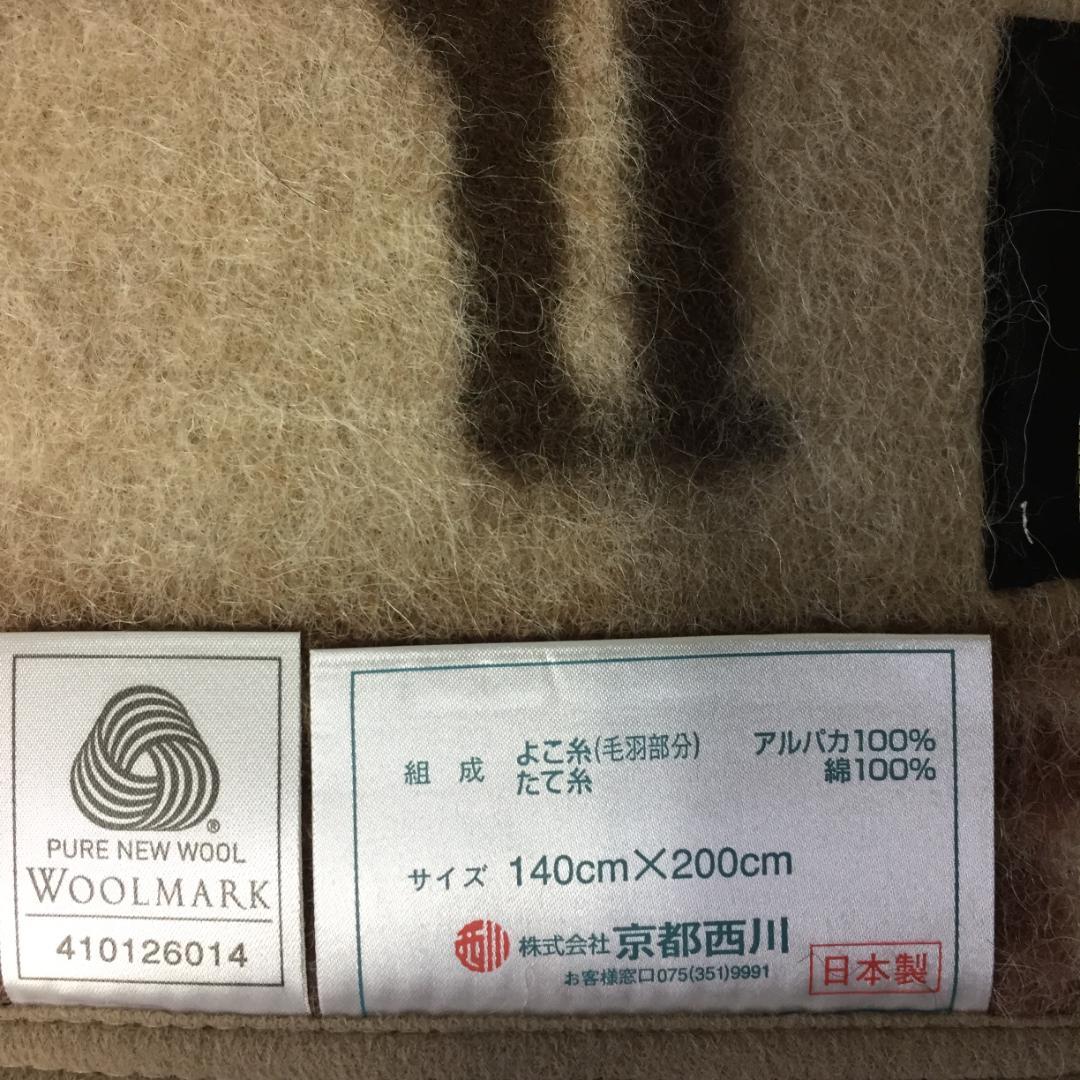 PURE NEW WOOL
WOOLMARK
410126014
組 成 よこ糸(毛羽部分) アルパカ100%
たて糸 綿100%
サイズ 140cm×200cm
西川 株式会社 京都西川
お客様窓口075(351)9991
日本製